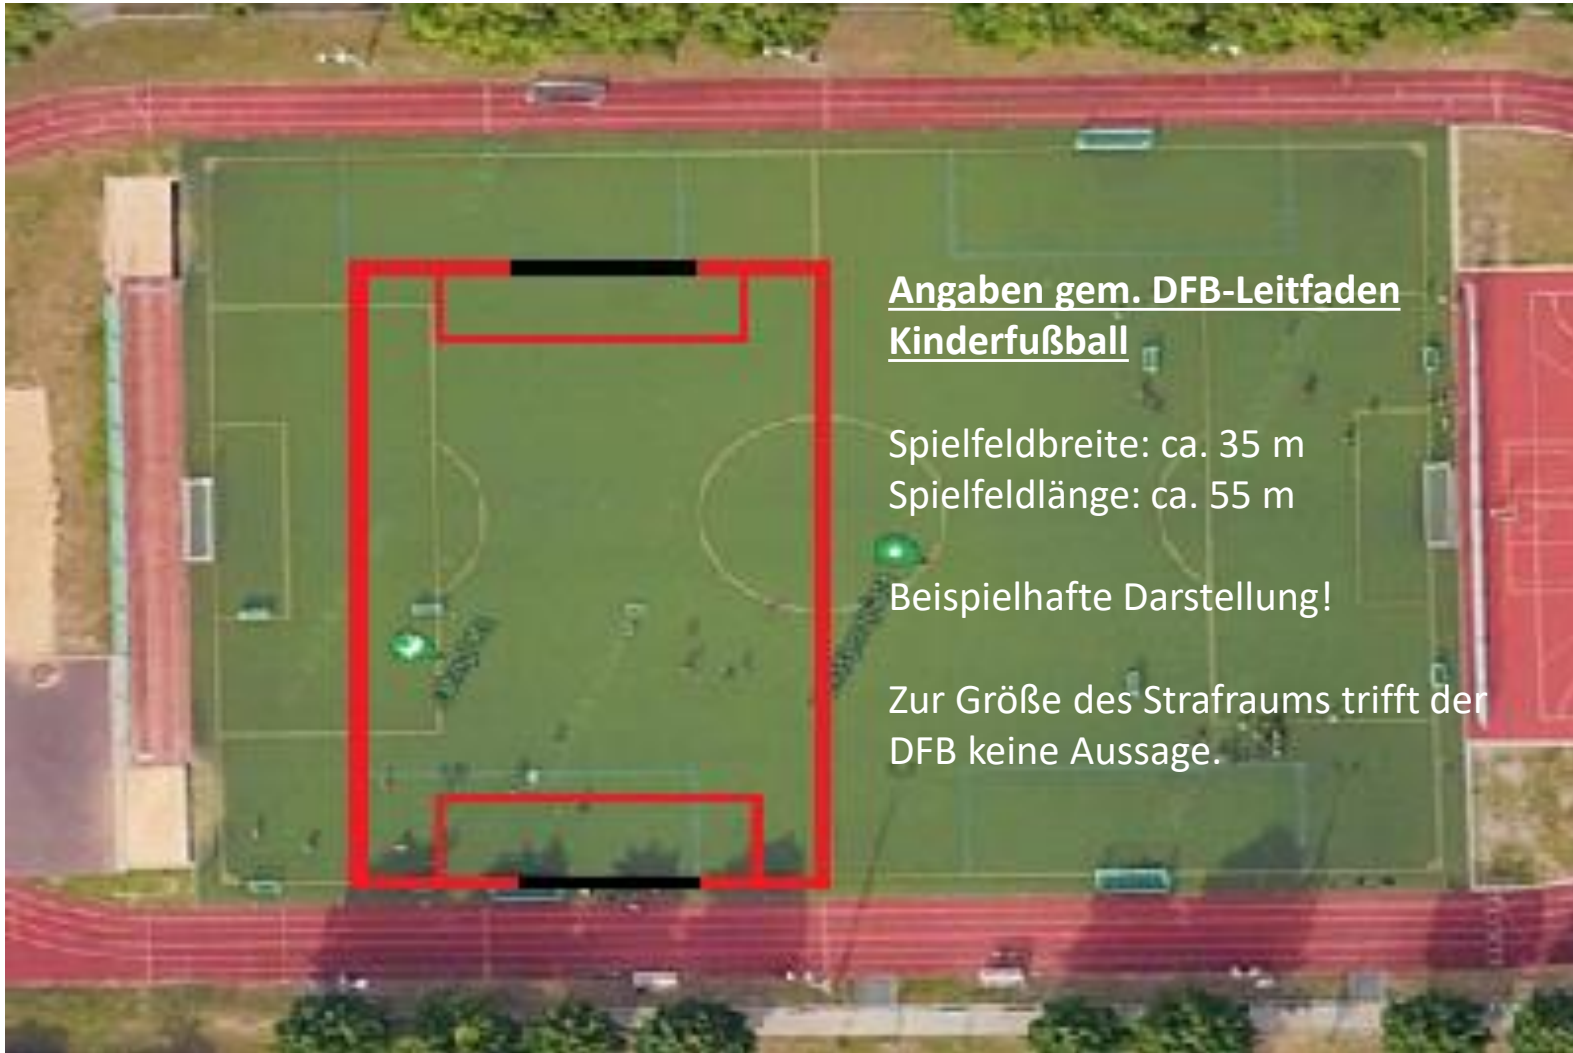 Angaben gem. DFB-Leitfaden
Kinderfußball
Spielfeldbreite: ca. 35 m
Spielfeldlänge: ca. 55 m
Beispielhafte Darstellung!
Zur Größe des Strafraums trifft der
DFB keine Aussage.